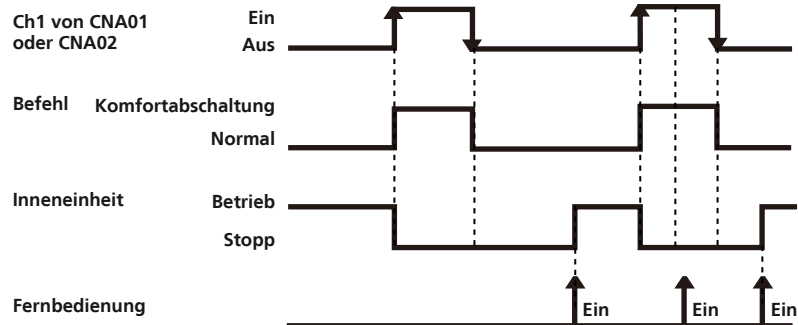 Ch1 von CNA01
oder CNA02
Ein
Aus
Befehl Komfortabschaltung
Normal
Inneneinheit Betrieb
Stopp
Fernbedienung
Ein
Ein
Ein